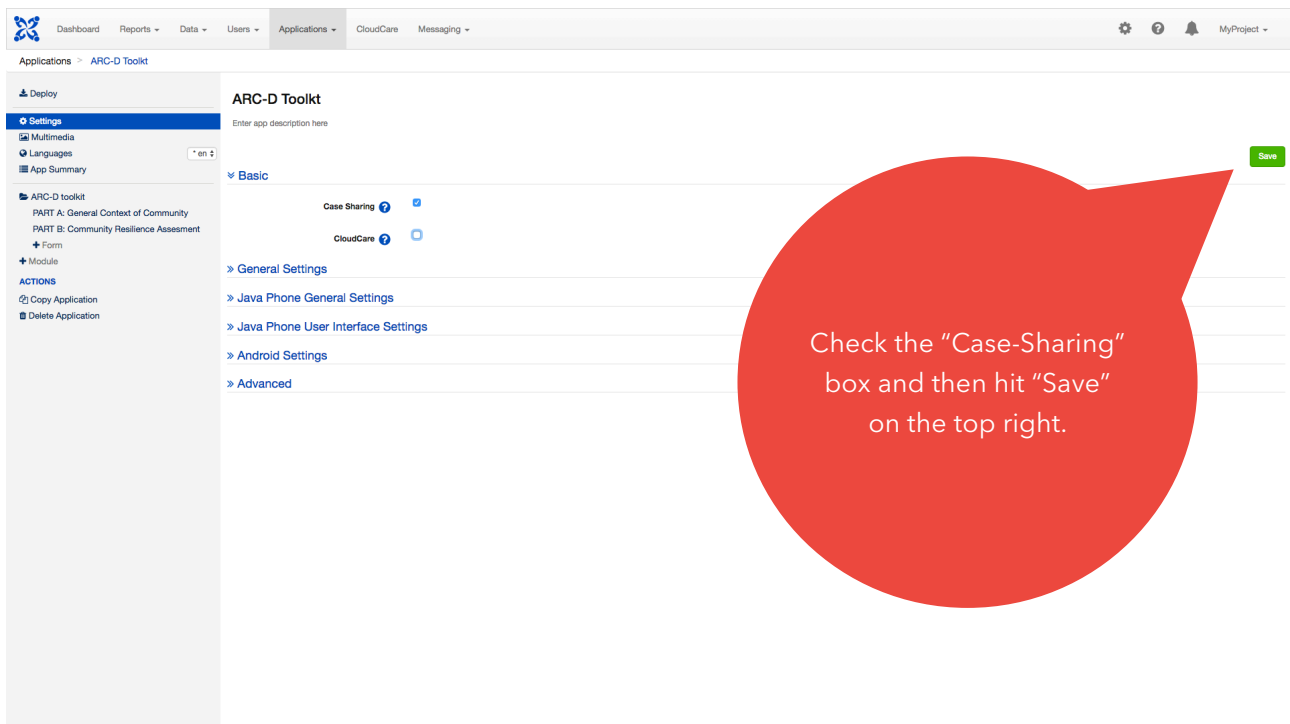 Dashboard Reports Data Users Applications CloudCare Messaging MyProject
Applications > ARC-D Toolkt
Deploy
Settings
Multimedia
Languages * en
App Summary
ARC-D toolkit
PART A: General Context of Community
PART B: Community Resilience Assesment
Form
Module
ACTIONS
Copy Application
Delete Application
ARC-D Toolkt
Enter app description here
Save
Basic
Case Sharing ?
CloudCare ?
General Settings
Java Phone General Settings
Java Phone User Interface Settings
Android Settings
Advanced
Check the “Case-Sharing”
box and then hit “Save”
on the top right.